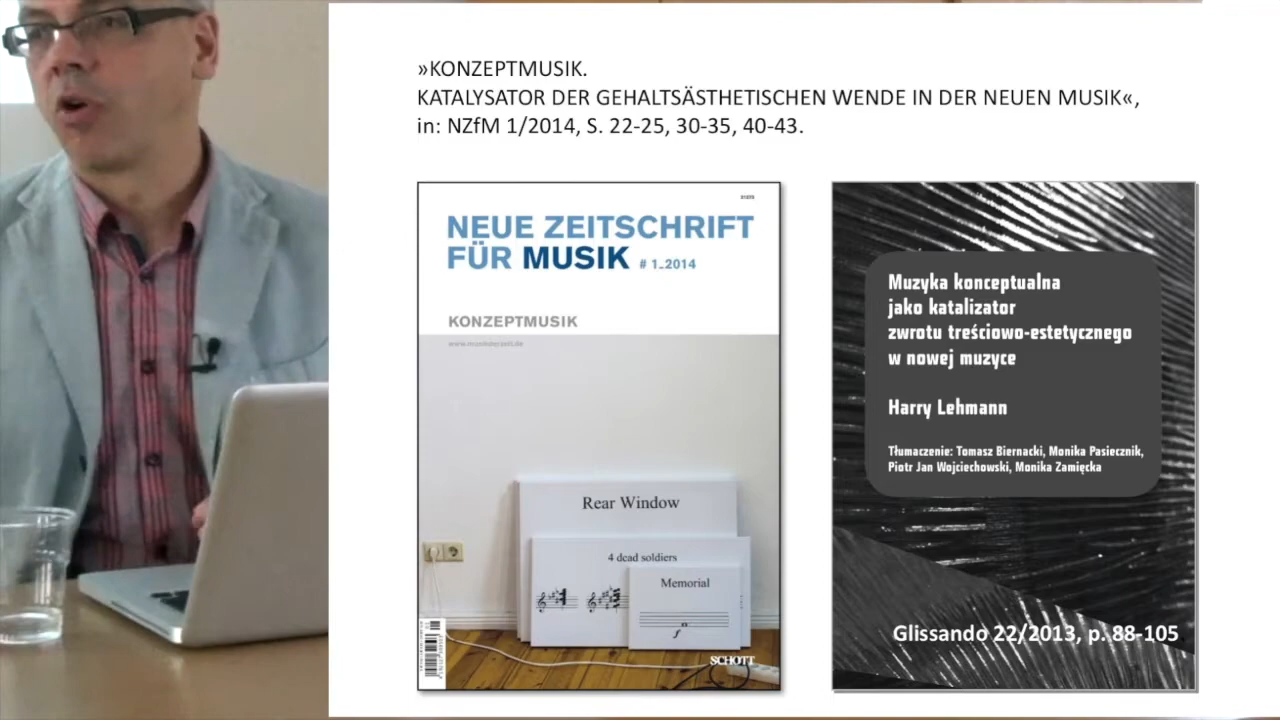 »KONZEPTMUSIK.
KATALYSATOR DER GEHALTSÄSTHETISCHEN WENDE IN DER NEUEN MUSIK«,
in: NZfM 1/2014, S. 22-25, 30-35, 40-43.
NEUE ZEITSCHRIFT
FÜR MUSIK # 1_2014
KONZEPTMUSIK
Rear Window
4 dead soldiers
Memorial
f
SCHOTT
Muzyka konceptualna
jako katalizator
zwrotu treściowo-estetycznego
w nowej muzyce
Harry Lehmann
Tłumaczenie: Tomasz Biernacki, Monika Pasiecznik,
Piotr Jan Wojciechowski, Monika Zamięcka
Glissando 22/2013, p. 88-105